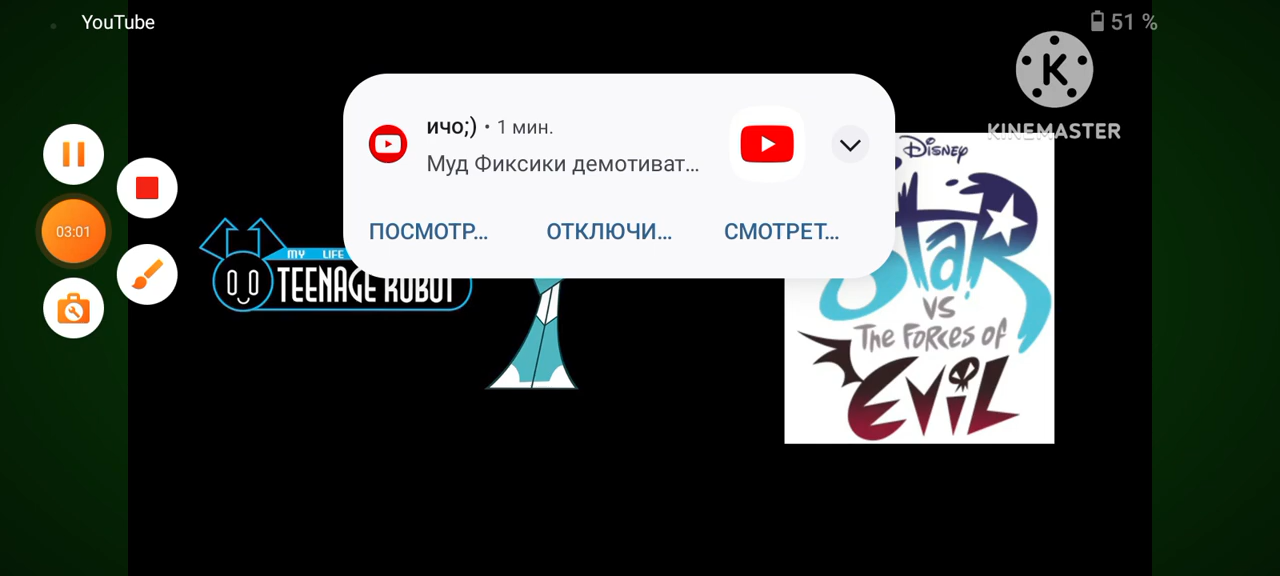 YouTube
51 %
KINEMASTER
ичо;) • 1 мин.
Муд Фиксики демотиват...
ПОСМОТР... ОТКЛЮЧИ... СМОТРЕТ...
03:01
MY LIFE
TEENAGE ROBOT
Disney
Star
vs
The Forces of
Evil